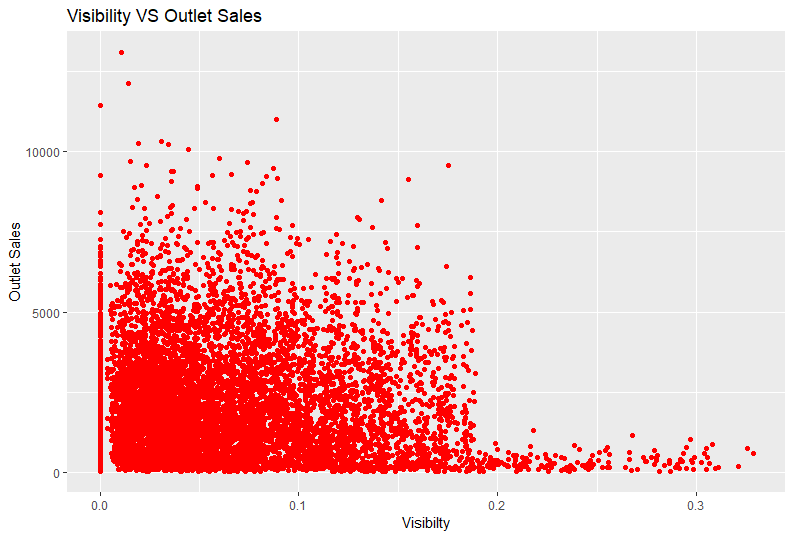 Visibility VS Outlet Sales
10000
5000
0
Outlet Sales
0.0 0.1 0.2 0.3
Visibilty